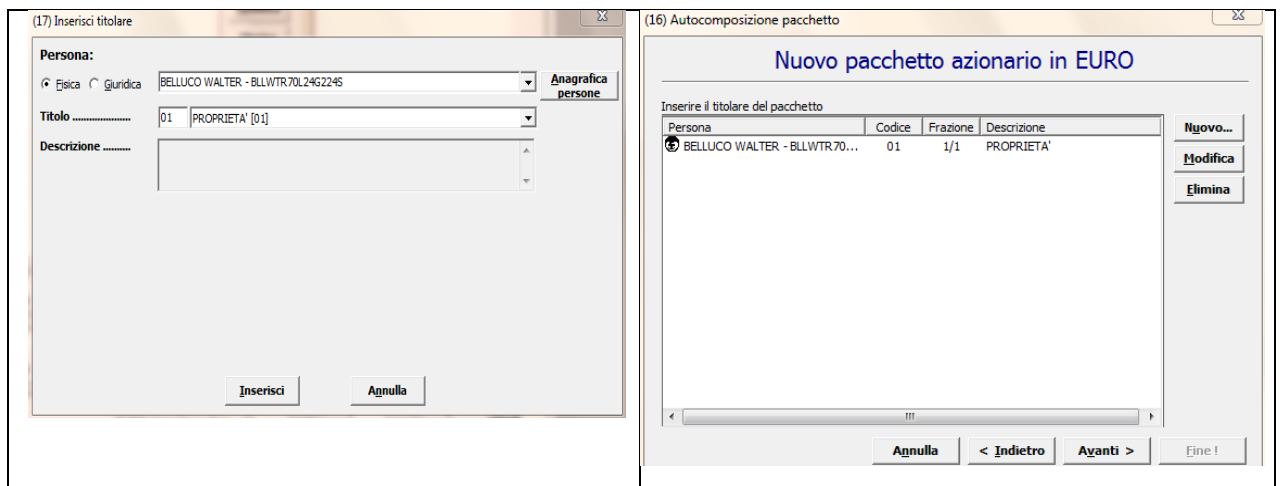 (17) Inserisci titolare
Persona:
Fisica Giuridica BELLUCO WALTER - BLLWTR70L24G224S Anagrafica persone
Titolo .................... 01 PROPRIETA' [01]
Descrizione .........
Inserisci Annulla
(16) Autocomposizione pacchetto
Nuovo pacchetto azionario in EURO
Inserire il titolare del pacchetto
Persona Codice Frazione Descrizione
BELLUCO WALTER - BLLWTR70... 01 1/1 PROPRIETA'
Nuovo...
Modifica
Elimina
Annulla < Indietro Avanti > Fine !